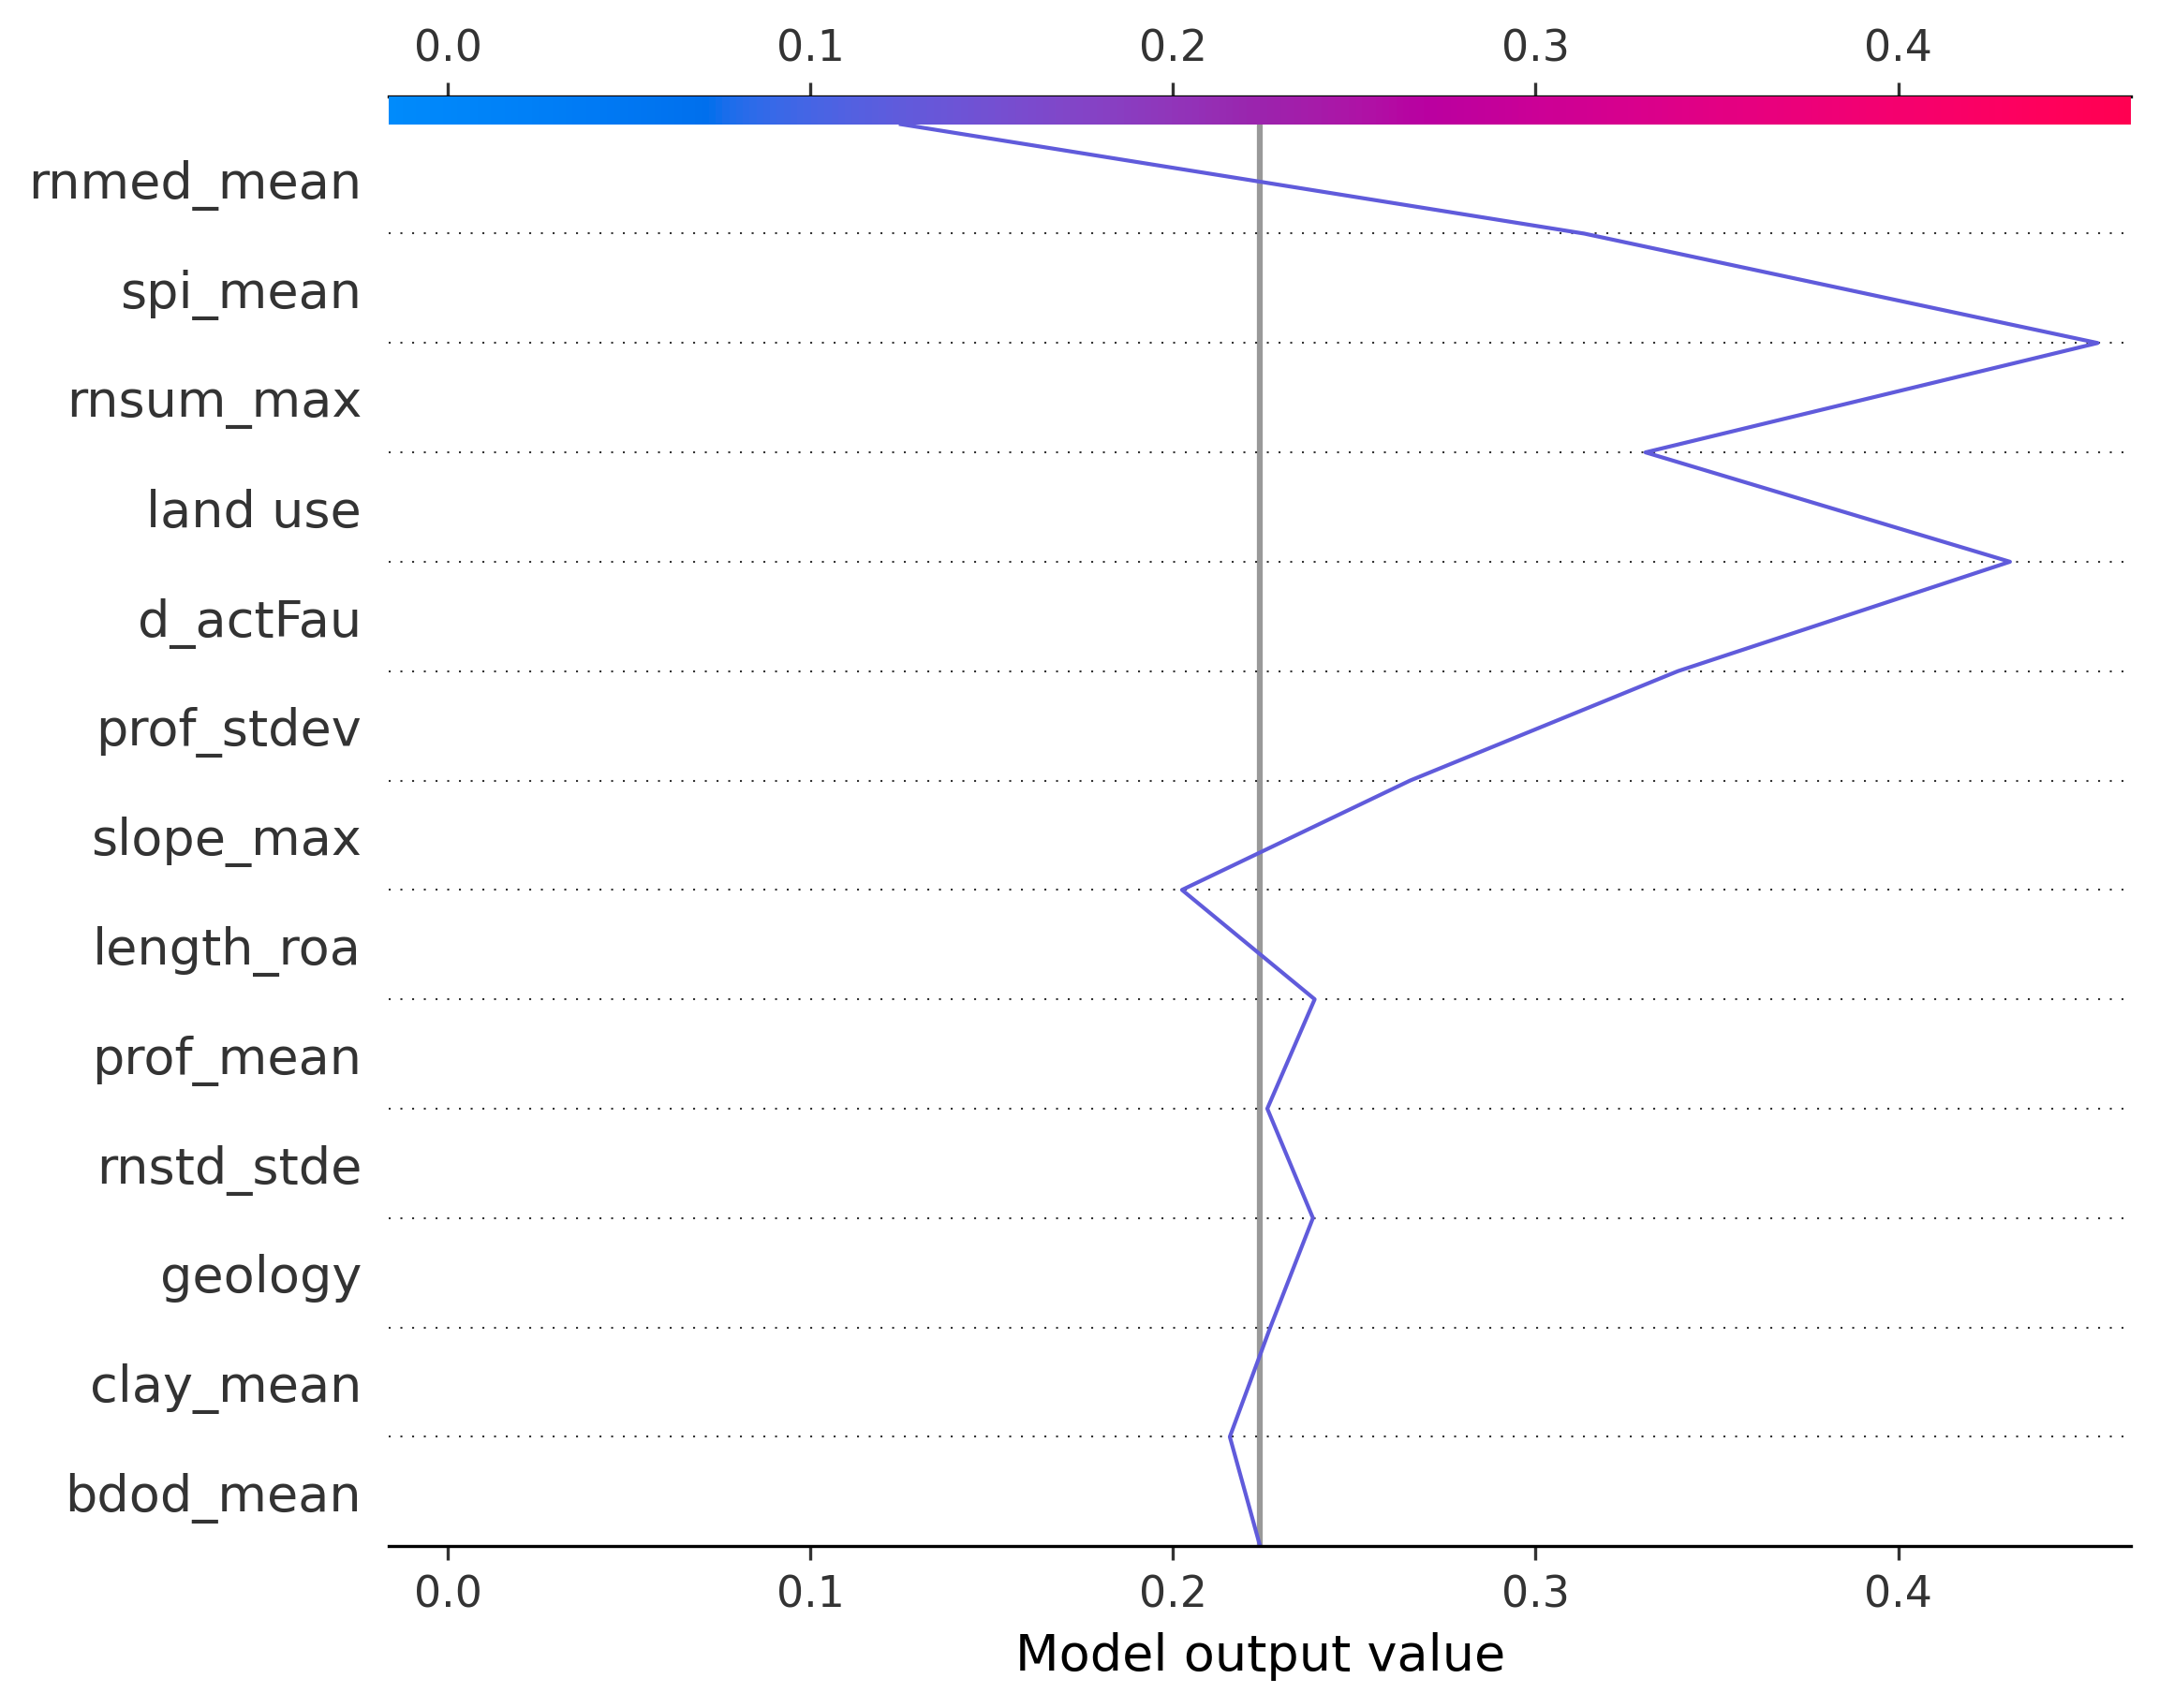 0.0 0.1 0.2 0.3 0.4
rnmed_mean
spi_mean
rnsum_max
land use
d_actFau
prof_stdev
slope_max
length_roa
prof_mean
rnstd_stde
geology
clay_mean
bdod_mean
0.0 0.1 0.2 0.3 0.4
Model output value